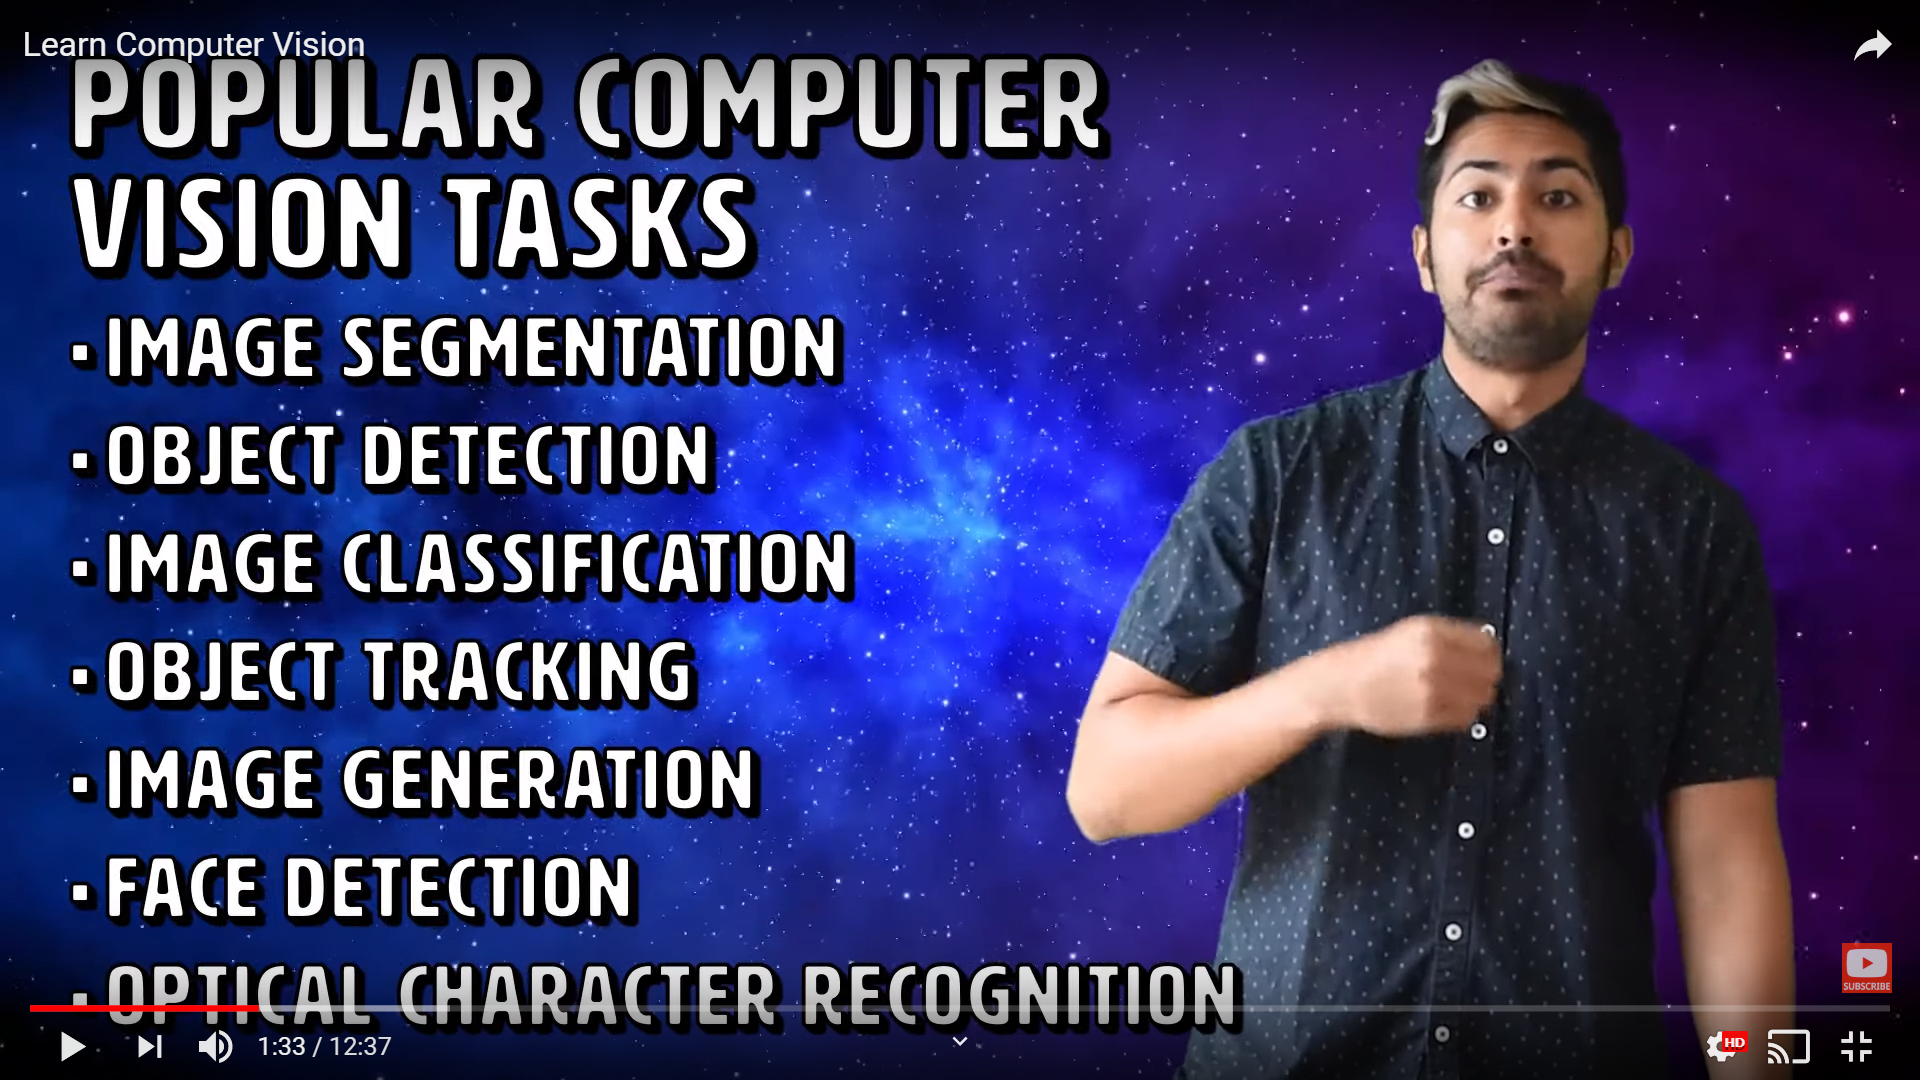 Learn Computer Vision
POPULAR COMPUTER
VISION TASKS
· IMAGE SEGMENTATION
· OBJECT DETECTION
· IMAGE CLASSIFICATION
· OBJECT TRACKING
· IMAGE GENERATION
· FACE DETECTION
· OPTICAL CHARACTER RECOGNITION
SUBSCRIBE
1:33 / 12:37
HD